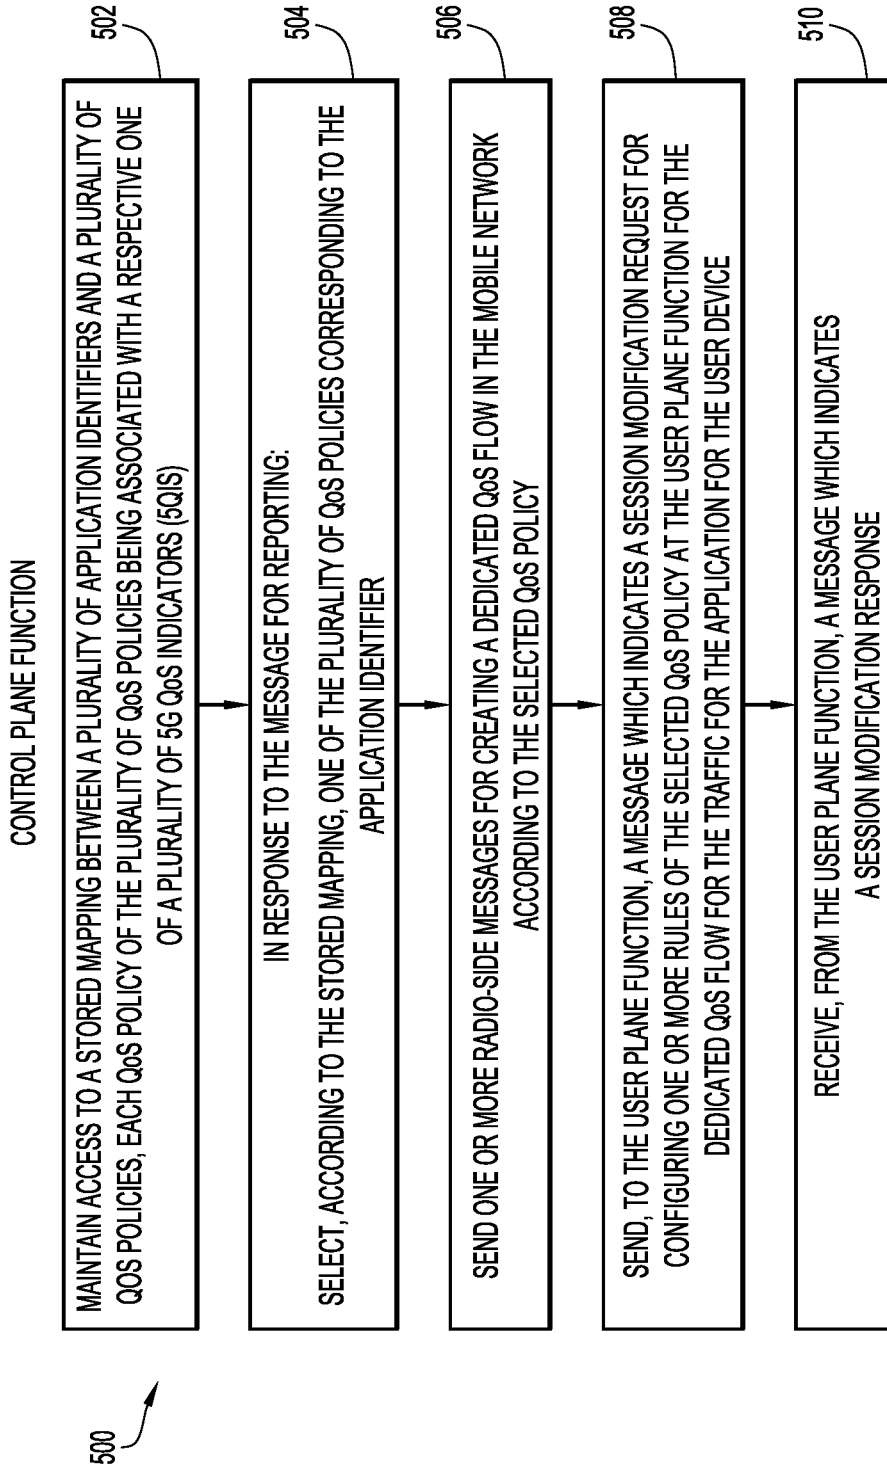 CONTROL PLANE FUNCTION
500
502
MAINTAIN ACCESS TO A STORED MAPPING BETWEEN A PLURALITY OF APPLICATION IDENTIFIERS AND A PLURALITY OF
QOS POLICIES, EACH QoS POLICY OF THE PLURALITY OF QoS POLICIES BEING ASSOCIATED WITH A RESPECTIVE ONE
OF A PLURALITY OF 5G QoS INDICATORS (5QIS)
504
IN RESPONSE TO THE MESSAGE FOR REPORTING:
SELECT, ACCORDING TO THE STORED MAPPING, ONE OF THE PLURALITY OF QoS POLICIES CORRESPONDING TO THE
APPLICATION IDENTIFIER
506
SEND ONE OR MORE RADIO-SIDE MESSAGES FOR CREATING A DEDICATED QoS FLOW IN THE MOBILE NETWORK
ACCORDING TO THE SELECTED QoS POLICY
508
SEND, TO THE USER PLANE FUNCTION, A MESSAGE WHICH INDICATES A SESSION MODIFICATION REQUEST FOR
CONFIGURING ONE OR MORE RULES OF THE SELECTED QoS POLICY AT THE USER PLANE FUNCTION FOR THE
DEDICATED QoS FLOW FOR THE TRAFFIC FOR THE APPLICATION FOR THE USER DEVICE
510
RECEIVE, FROM THE USER PLANE FUNCTION, A MESSAGE WHICH INDICATES
A SESSION MODIFICATION RESPONSE